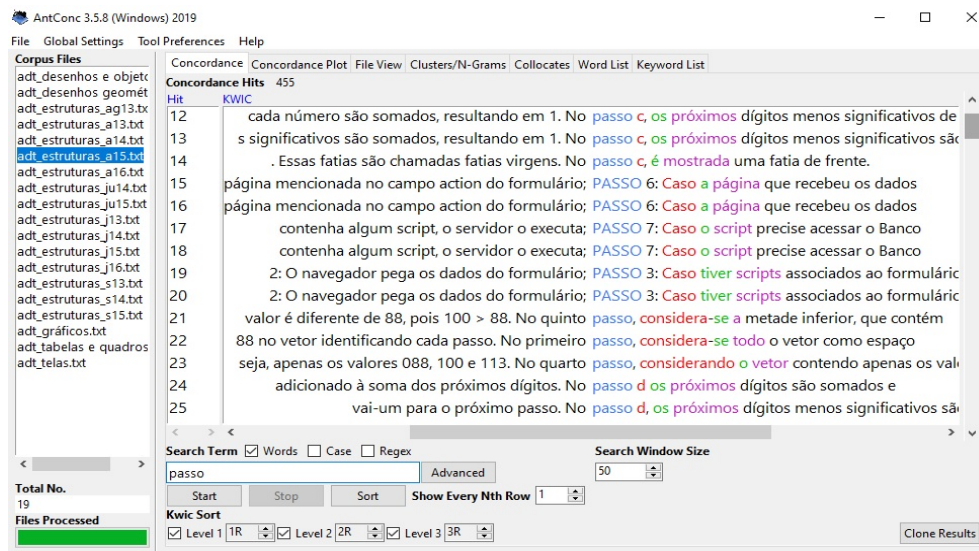 AntConc 3.5.8 (Windows) 2019
File Global Settings Tool Preferences Help
Corpus Files
adt_desenhos e objetc
adt_desenhos geomét
adt_estruturas_ag13.tx
adt_estruturas_a13.txt
adt_estruturas_a14.txt
adt_estruturas_a15.txt
adt_estruturas_a16.txt
adt_estruturas_ju14.txt
adt_estruturas_ju15.txt
adt_estruturas_j13.txt
adt_estruturas_j14.txt
adt_estruturas_j15.txt
adt_estruturas_j16.txt
adt_estruturas_s13.txt
adt_estruturas_s14.txt
adt_estruturas_s15.txt
adt_gráficos.txt
adt_tabelas e quadros
adt_telas.txt
Total No.
19
Files Processed
Concordance Concordance Plot File View Clusters/N-Grams Collocates Word List Keyword List
Concordance Hits 455
Hit KWIC
12 cada número são somados, resultando em 1. No passo c, os próximos dígitos menos significativos de
13 s significativos são somados, resultando em 1. No passo c, os próximos dígitos menos significativos são
14 . Essas fatias são chamadas fatias virgens. No passo c, é mostrada uma fatia de frente.
15 página mencionada no campo action do formulário; PASSO 6: Caso a página que recebeu os dados
16 página mencionada no campo action do formulário; PASSO 6: Caso a página que recebeu os dados
17 contenha algum script, o servidor o executa; PASSO 7: Caso o script precise acessar o Banco
18 contenha algum script, o servidor o executa; PASSO 7: Caso o script precise acessar o Banco
19 2: O navegador pega os dados do formulário; PASSO 3: Caso tiver scripts associados ao formulário
20 2: O navegador pega os dados do formulário; PASSO 3: Caso tiver scripts associados ao formulário
21 valor é diferente de 88, pois 100 > 88. No quinto passo, considera-se a metade inferior, que contém
22 88 no vetor identificando cada passo. No primeiro passo, considera-se todo o vetor como espaço
23 seja, apenas os valores 088, 100 e 113. No quarto passo, considerando o vetor contendo apenas os val
24 adicionado à soma dos próximos dígitos. No passo d os próximos dígitos são somados e
25 vai-um para o próximo passo. No passo d, os próximos dígitos menos significativos sã
Search Term Words Case Regex Search Window Size
passo Advanced 50
Start Stop Sort Show Every Nth Row 1
Kwic Sort
Level 1 1R Level 2 2R Level 3 3R Clone Results